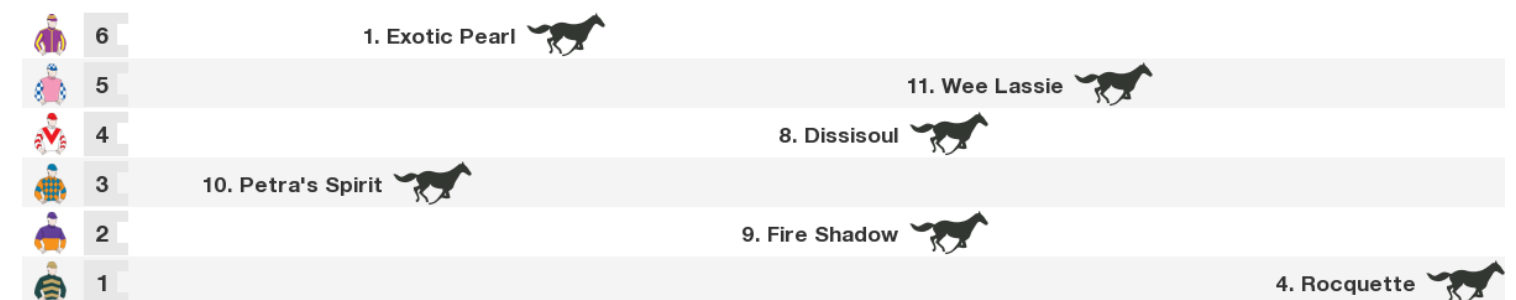 6 1. Exotic Pearl
5 11. Wee Lassie
4 8. Dissisoul
3 10. Petra's Spirit
2 9. Fire Shadow
1 4. Rocquette